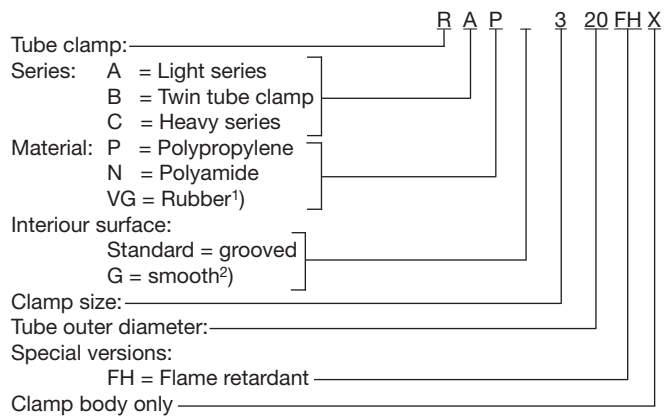 R A P _ 3 20 FH X
Tube clamp:
Series: A = Light series
B = Twin tube clamp
C = Heavy series
Material: P = Polypropylene
N = Polyamide
VG = Rubber¹)
Interiour surface:
Standard = grooved
G = smooth²)
Clamp size:
Tube outer diameter:
Special versions:
FH = Flame retardant
Clamp body only